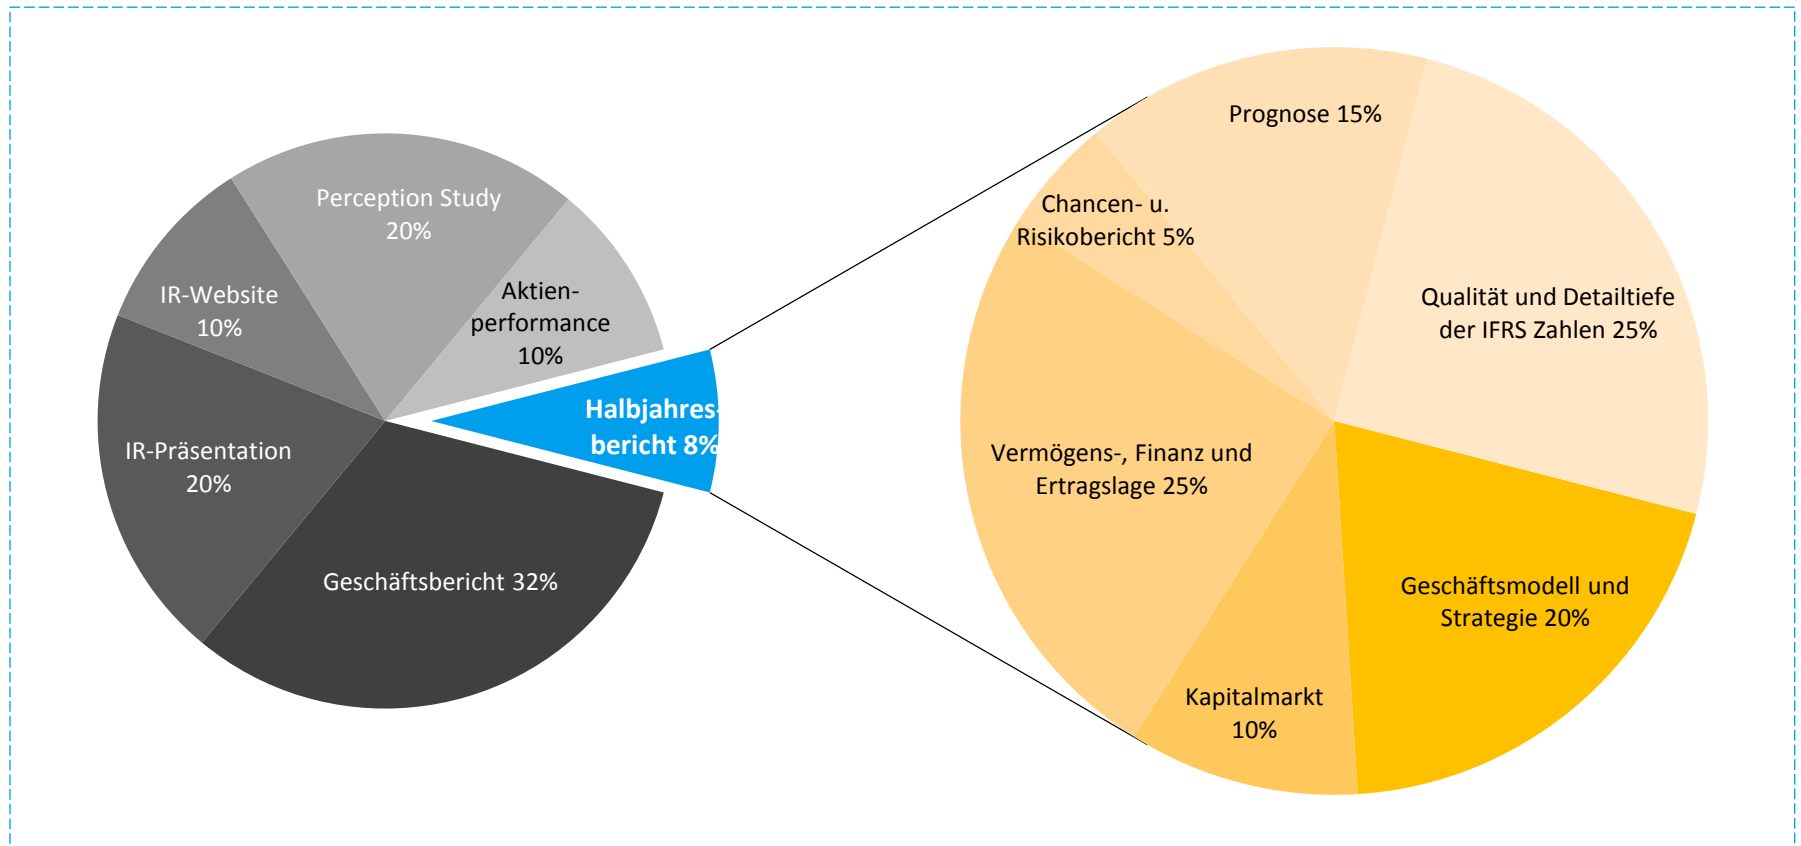 Perception Study
20%
IR-Website
10%
Aktien-
performance
10%
Halbjahres-
bericht 8%
IR-Präsentation
20%
Geschäftsbericht 32%
Prognose 15%
Chancen- u.
Risikobericht 5%
Qualität und Detailtiefe
der IFRS Zahlen 25%
Vermögens-, Finanz und
Ertragslage 25%
Geschäftsmodell und
Strategie 20%
Kapitalmarkt
10%